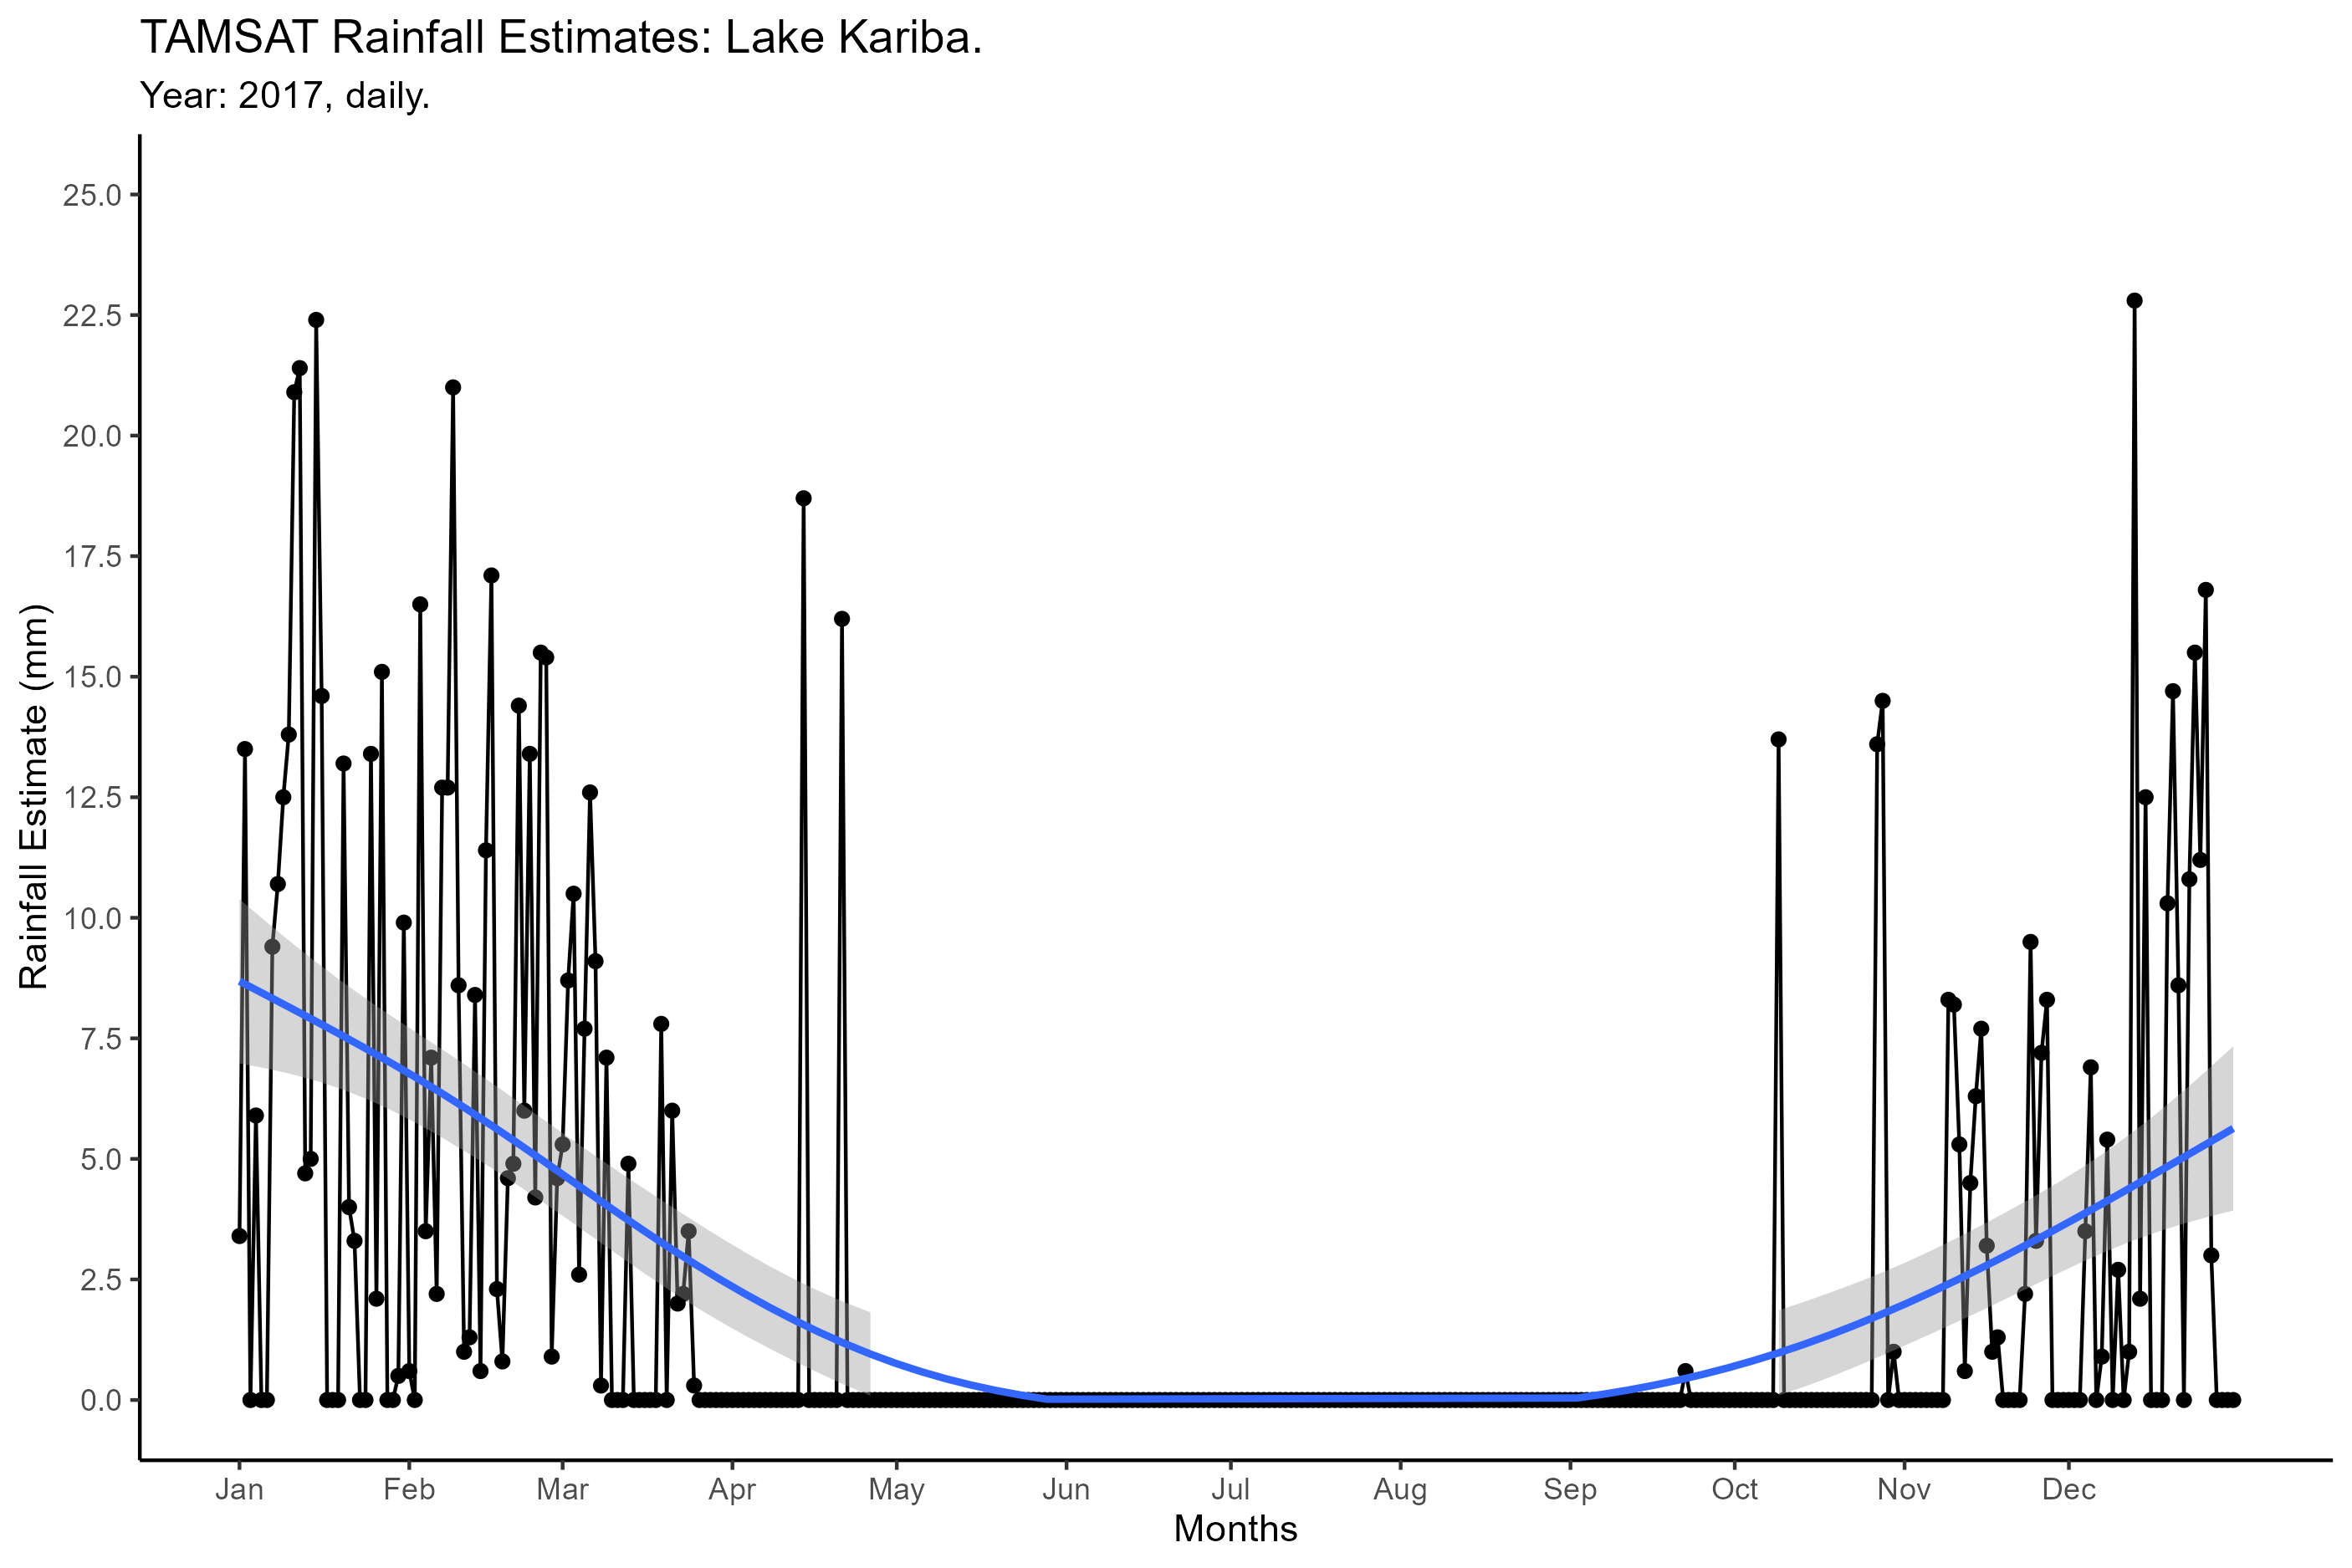 TAMSAT Rainfall Estimates: Lake Kariba.
Year: 2017, daily.
Rainfall Estimate (mm)
25.0
22.5
20.0
17.5
15.0
12.5
10.0
7.5
5.0
2.5
0.0
Jan Feb Mar Apr May Jun Jul Aug Sep Oct Nov Dec
Months